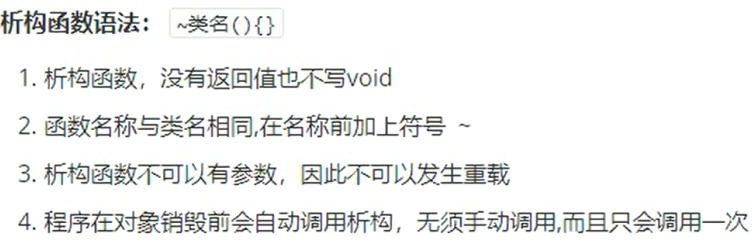 析构函数语法： ~类名(){}
1. 析构函数，没有返回值也不写void
2. 函数名称与类名相同,在名称前加上符号 ~
3. 析构函数不可以有参数，因此不可以发生重载
4. 程序在对象销毁前会自动调用析构，无须手动调用,而且只会调用一次